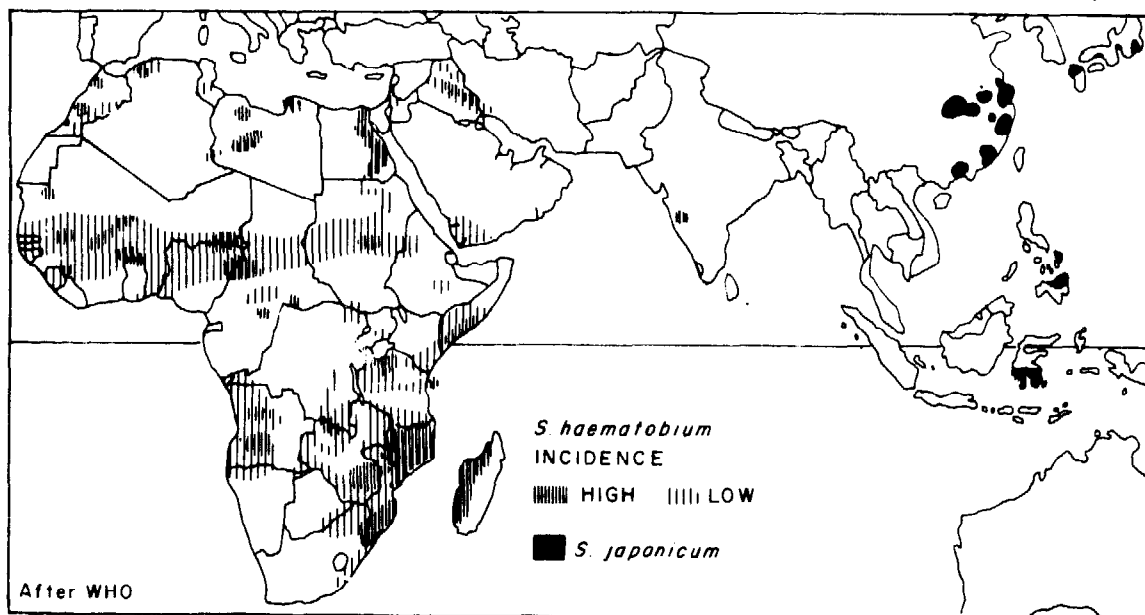 S. haematobium
INCIDENCE
HIGH LOW
S. japonicum
After WHO